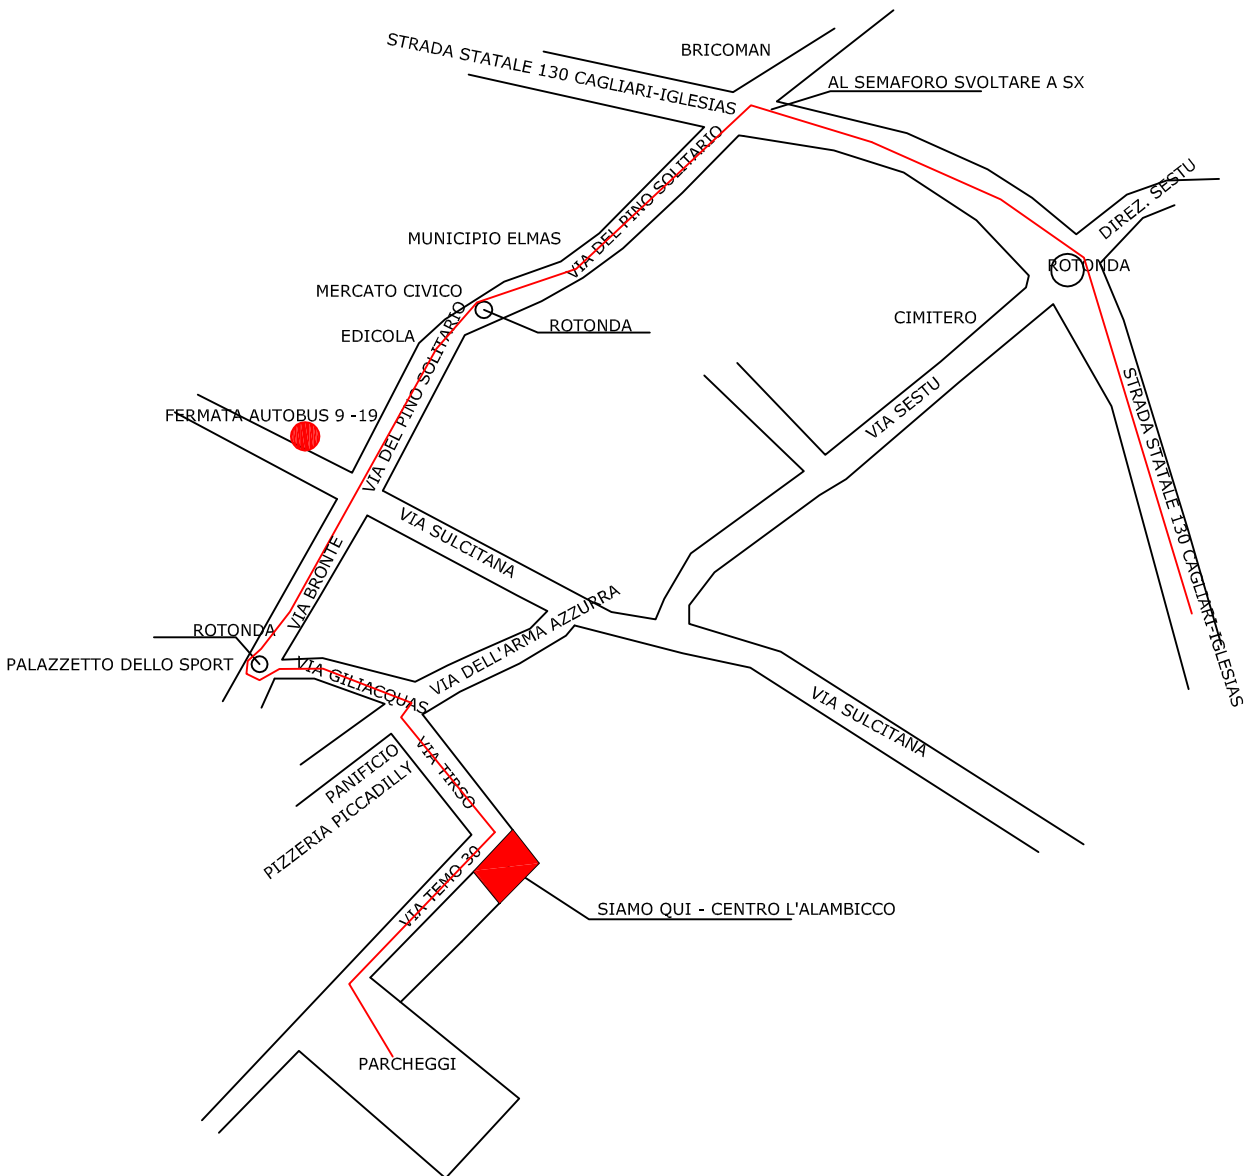 BRICOMAN
STRADA STATALE 130 CAGLIARI-IGLESIAS
AL SEMAFORO SVOLTARE A SX
VIA DEL PINO SOLITARIO
DIREZ. SESTU
MUNICIPIO ELMAS
ROTONDA
MERCATO CIVICO
CIMITERO
ROTONDA
EDICOLA
VIA DEL PINO SOLITARIO
FERMATA AUTOBUS 9 -19
VIA SESTU
STRADA STATALE 130 CAGLIARI-IGLESIAS
VIA SULCITANA
VIA BRONTE
VIA DELL'ARMA AZZURRA
ROTONDA
PALAZZETTO DELLO SPORT
VIA GILIACQUAS
VIA SULCITANA
VIA TIRSO
PANIFICIO
PIZZERIA PICCADILLY
VIA TEMO 30
SIAMO QUI - CENTRO L'ALAMBICCO
PARCHEGGI